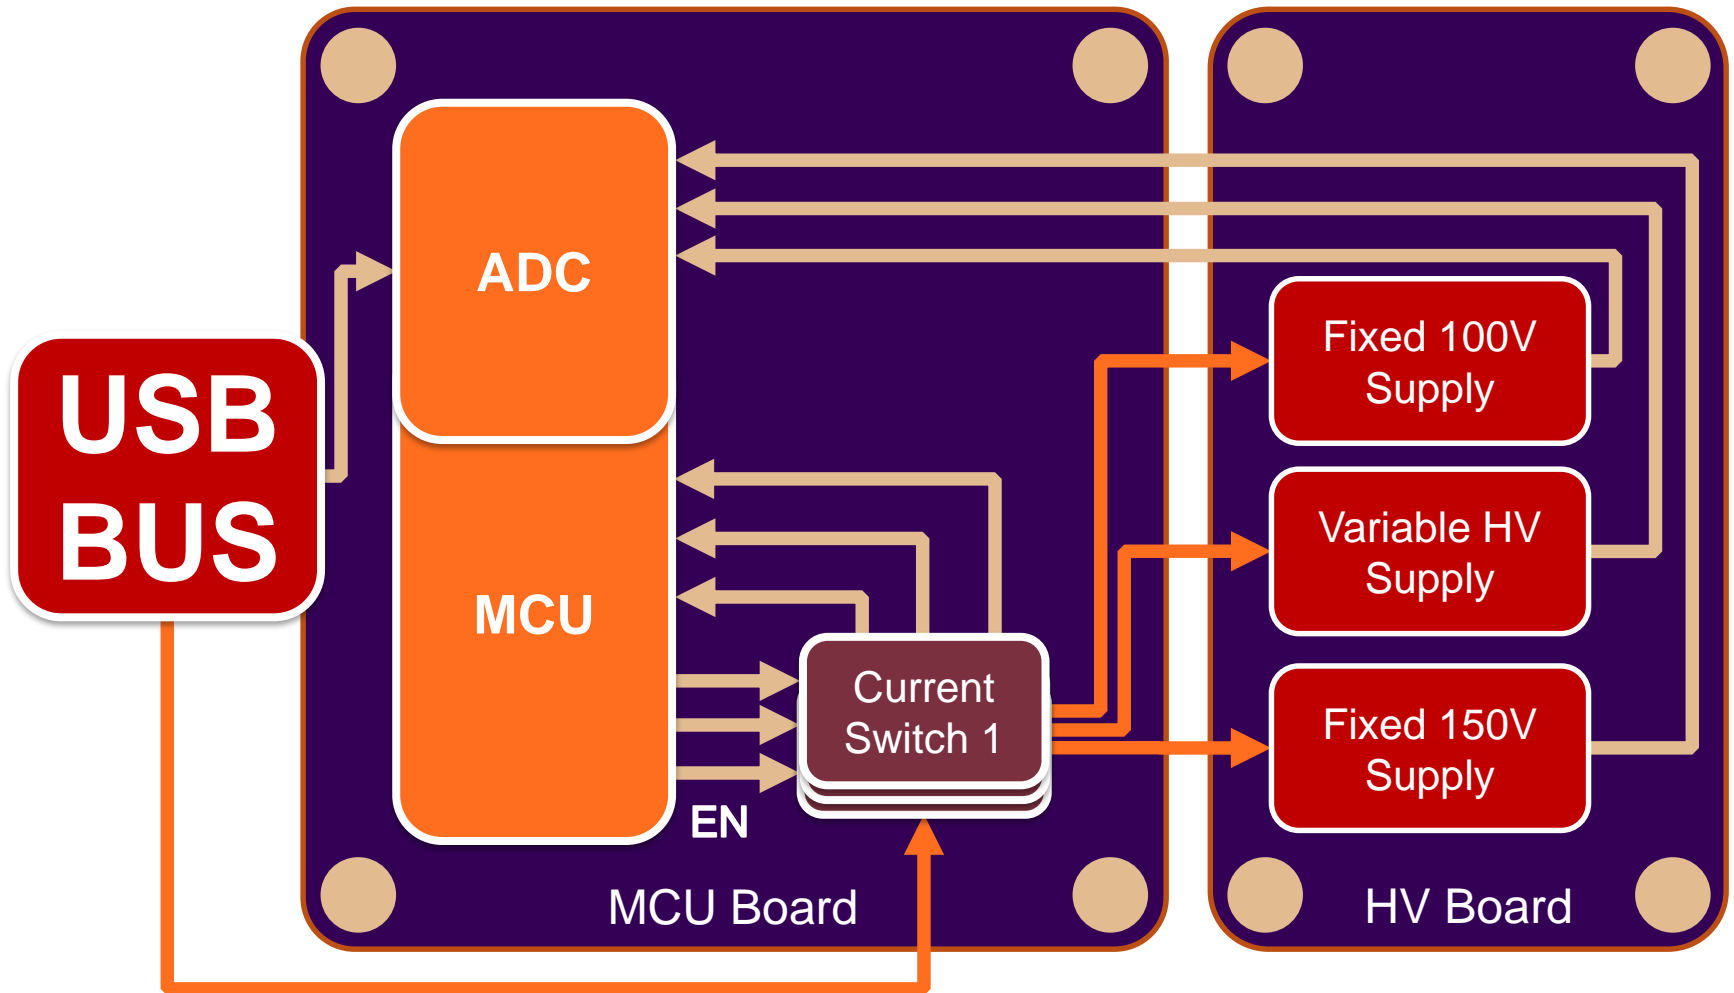 USB
BUS
ADC
MCU
EN
Current
Switch 1
MCU Board
Fixed 100V
Supply
Variable HV
Supply
Fixed 150V
Supply
HV Board